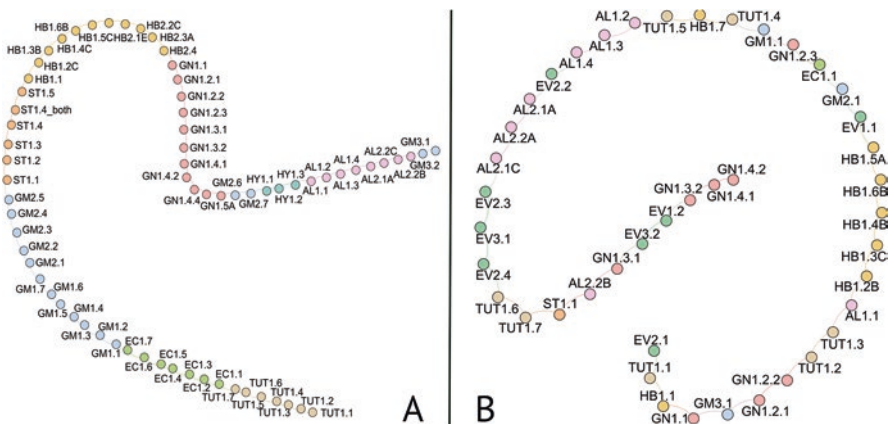 HB1.6B
HB2.2C
HB1.5C
HB2.1E
HB2.3A
HB1.4C
HB1.3B
HB2.4
HB1.2C
GN1.1
HB1.1
GN1.2.1
ST1.5
GN1.2.2
ST1.4_both
GN1.2.3
ST1.4
GN1.3.1
ST1.3
GN1.3.2
ST1.2
GN1.4.1
ST1.1
GN1.4.2
GN1.4.4
GN1.5A
GM2.6
GM2.7
HY1.1
HY1.2
HY1.3
AL1.1
AL1.2
AL1.3
AL1.4
AL2.1A
AL2.2C
AL2.2B
GM3.1
GM3.2
GM2.5
GM2.4
GM2.3
GM2.2
GM2.1
GM1.7
GM1.6
GM1.5
GM1.4
GM1.3
GM1.2
GM1.1
EC1.7
EC1.6
EC1.5
EC1.4
EC1.3
EC1.2
EC1.1
TUT1.7
TUT1.6
TUT1.5
TUT1.4
TUT1.3
TUT1.2
TUT1.1
A
AL1.2
TUT1.5
HB1.7
TUT1.4
AL1.3
GM1.1
AL1.4
GN1.2.3
EV2.2
EC1.1
AL2.1A
GM2.1
AL2.2A
EV1.1
AL2.1C
HB1.5A
EV2.3
HB1.6B
EV3.1
HB1.4B
EV2.4
HB1.3C
TUT1.6
HB1.2B
TUT1.7
AL1.1
ST1.1
TUT1.3
AL2.2B
TUT1.2
GN1.3.1
GN1.2.2
EV3.2
GN1.2.1
EV1.2
GM3.1
GN1.3.2
GN1.1
GN1.4.1
HB1.1
GN1.4.2
TUT1.1
EV2.1
B